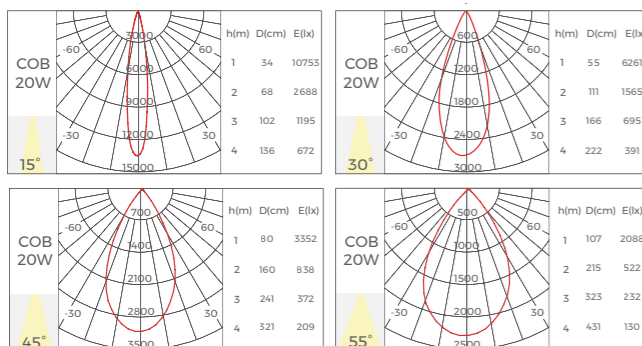 COB
20W
15°
-60
60
-30
30
3000
6000
9000
12000
15000
h(m) D(cm) E(lx)
1 34 10753
2 68 2688
3 102 1195
4 136 672
COB
20W
30°
-60
60
-30
30
600
1200
1800
2400
3000
h(m) D(cm) E(lx)
1 55 6261
2 111 1565
3 166 695
4 222 391
COB
20W
45°
-60
60
-30
30
700
1400
2100
2800
3500
h(m) D(cm) E(lx)
1 80 3352
2 160 838
3 241 372
4 321 209
COB
20W
55°
-60
60
-30
30
500
1000
1500
2000
2500
h(m) D(cm) E(lx)
1 107 2088
2 215 522
3 323 232
4 431 130